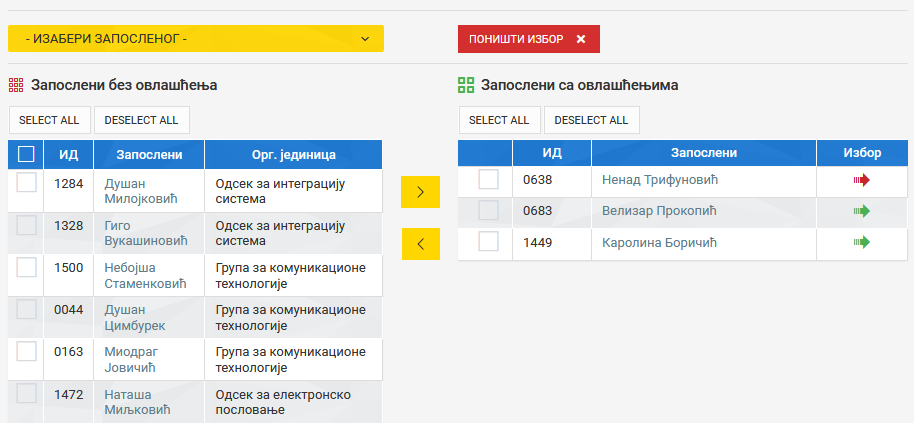 - ИЗАБЕРИ ЗАПОСЛЕНОГ -
ПОНИШТИ ИЗБОР
Запослени без овлашћења
SELECT ALL DESELECT ALL
ИД Запослени Орг. јединица
1284 Душан Милојковић Одсек за интеграцију система
1328 Гиго Вукашиновић Одсек за интеграцију система
1500 Небојша Стаменковић Група за комуникационе технологије
0044 Душан Цимбурек Група за комуникационе технологије
0163 Миодраг Јовичић Група за комуникационе технологије
1472 Наташа Миљковић Одсек за електронско пословање
Запослени са овлашћењима
SELECT ALL DESELECT ALL
ИД Запослени Избор
0638 Ненад Трифуновић
0683 Велизар Прокопић
1449 Каролина Боричић